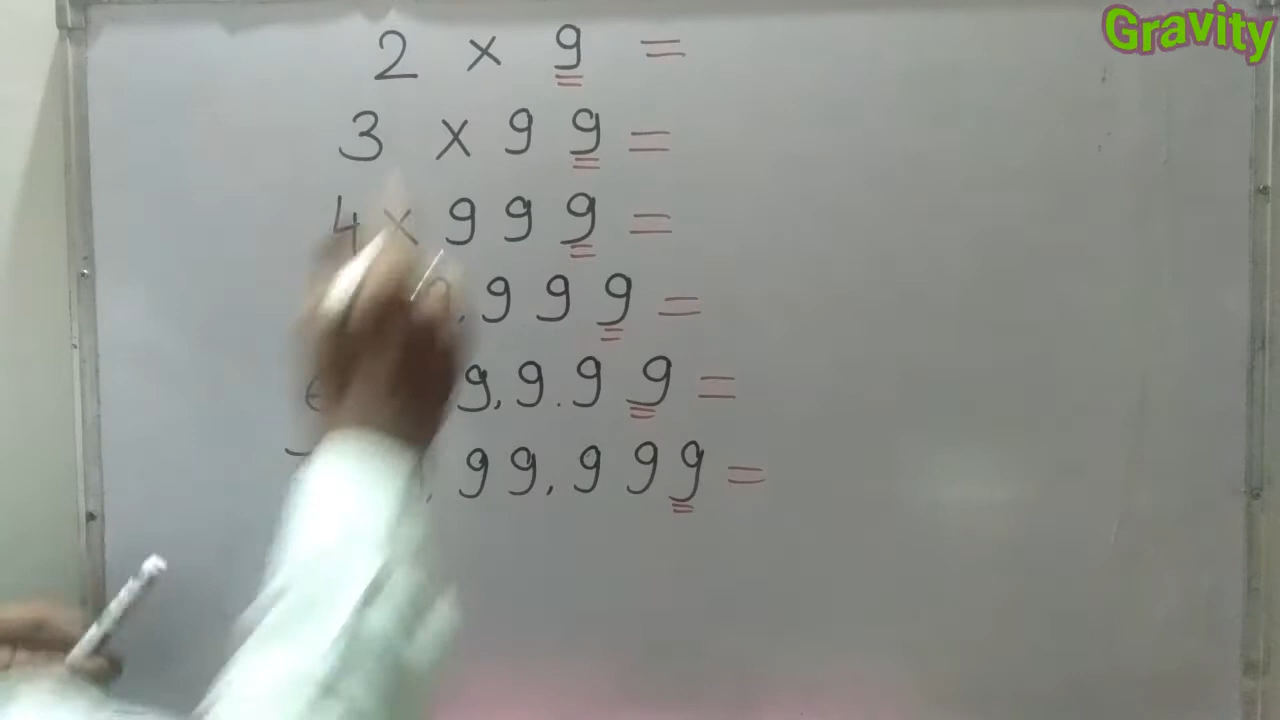 Gravity
2 × 9 =
3 × 9 9 =
4 × 9 9 9 =
9.9 9 9 =
9,9.9 9 =
, 9 9, 9 9 9 =